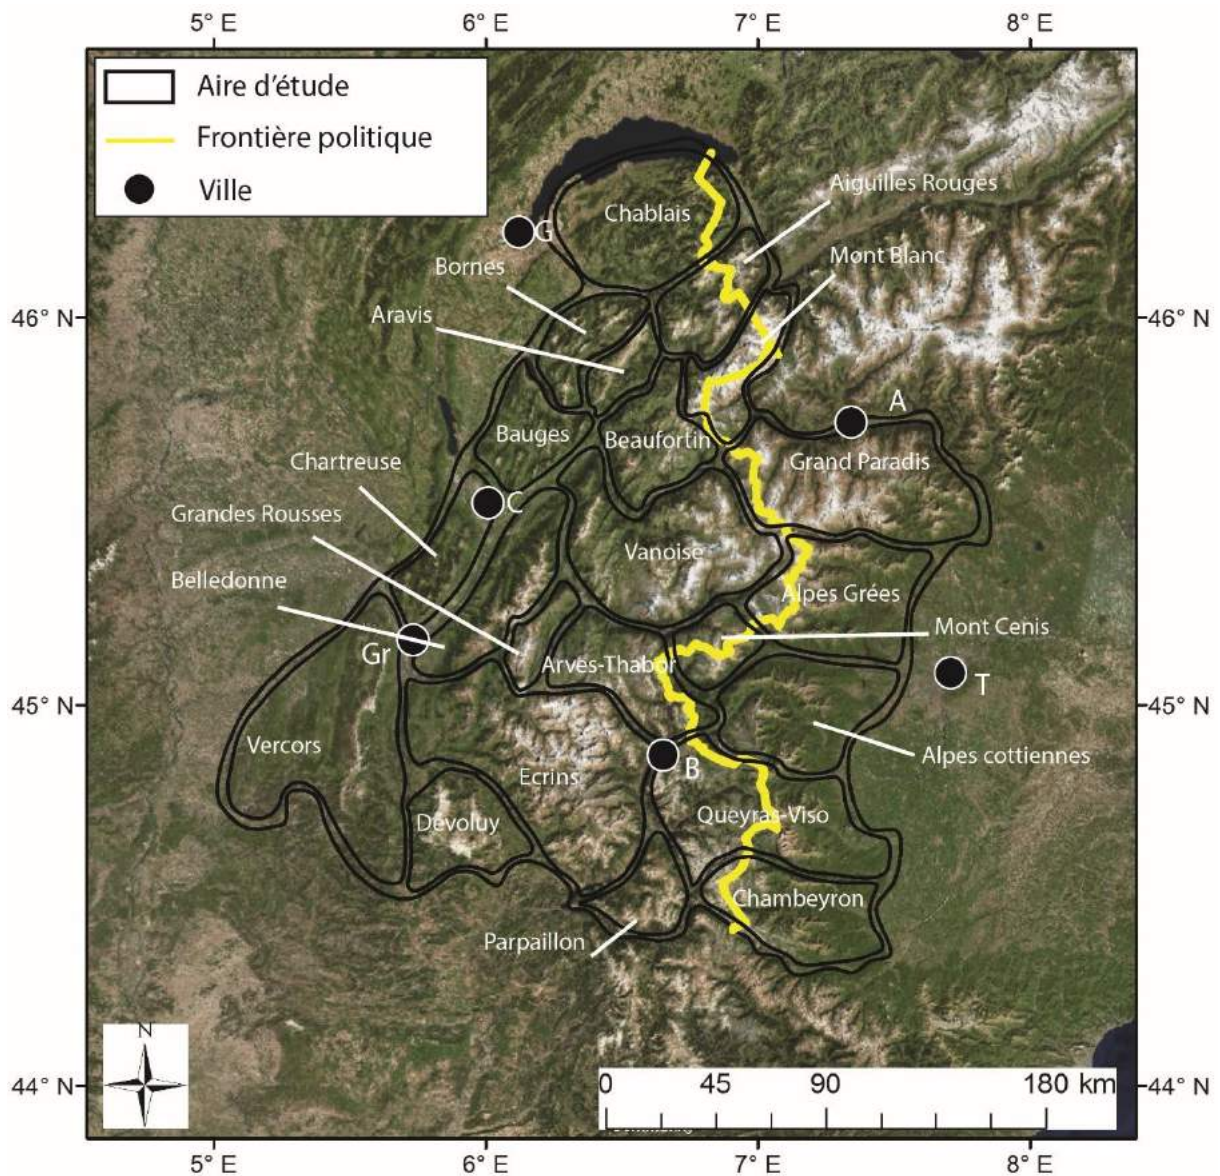 5° E
6° E
7° E
8° E
Aire d'étude
Frontière politique
Ville
Aiguilles Rouges
Chablais
G
Mont Blanc
Bornes
46° N
46° N
Aravis
A
Bauges
Beaufortin
Chartreuse
Grand Paradis
Grandes Rousses
C
Vanoise
Belledonne
Alpes Grées
Mont Cenis
Gr
Arves-Thabor
T
45° N
45° N
Vercors
Alpes cottiennes
B
Ecrins
Queyras-Viso
Dévoluy
Chambeyron
Parpaillon
N
0 45 90 180 km
44° N
44° N
5° E
6° E
7° E
8° E